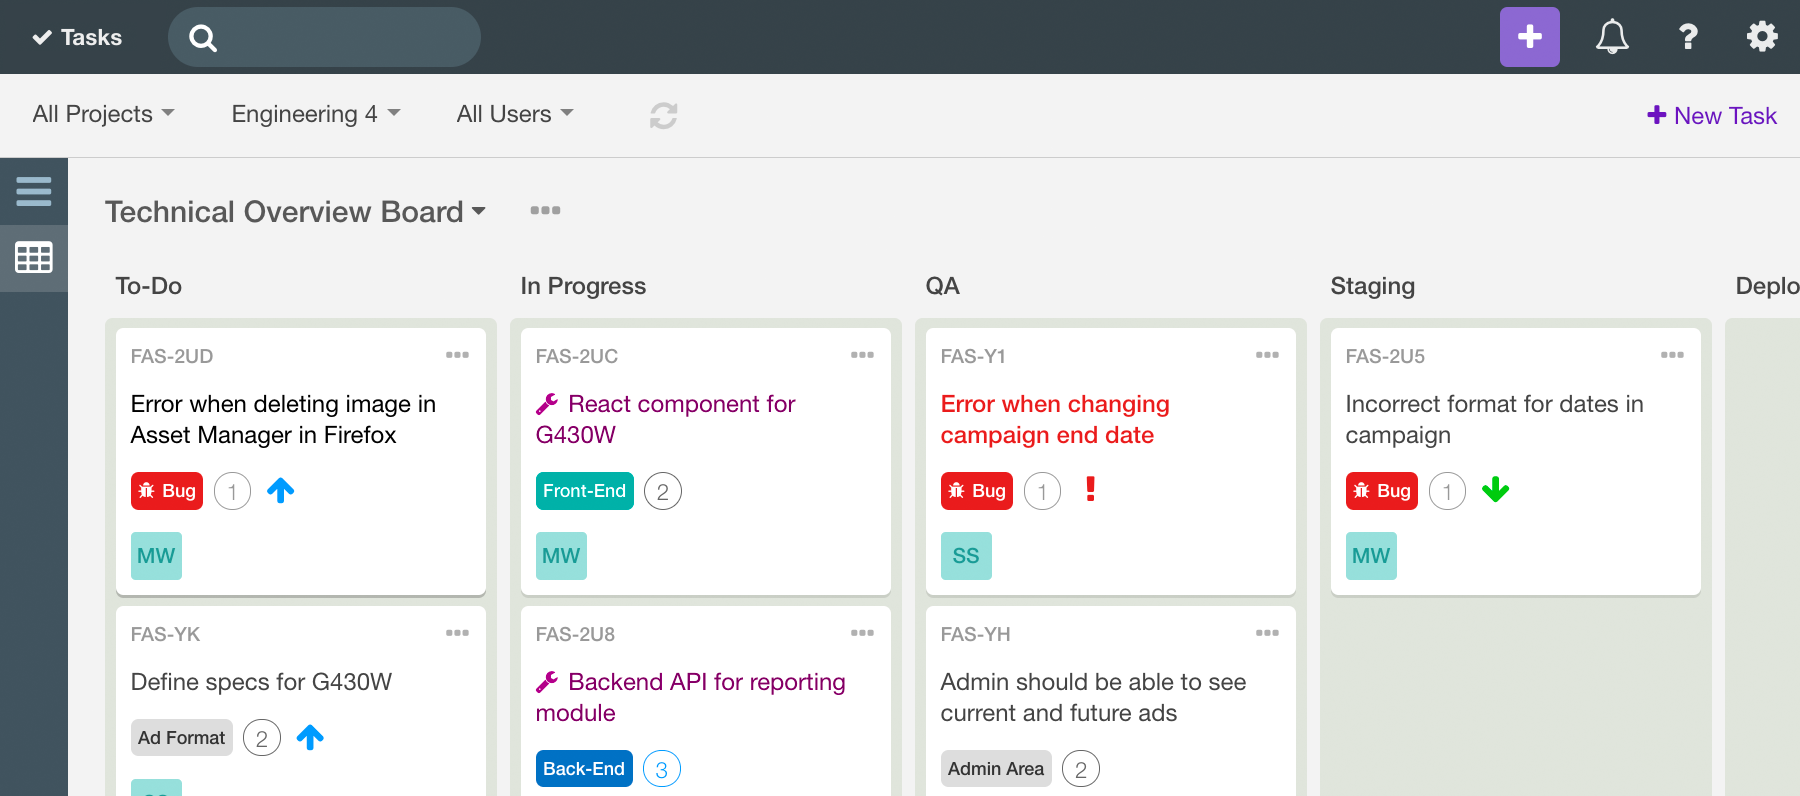 Tasks
All Projects
Engineering 4
All Users
New Task
Technical Overview Board
To-Do
In Progress
QA
Staging
Deplo
FAS-2UD
Error when deleting image in
Asset Manager in Firefox
Bug
1
MW
FAS-YK
Define specs for G430W
Ad Format
2
FAS-2UC
React component for
G430W
Front-End
2
MW
FAS-2U8
Backend API for reporting
module
Back-End
3
FAS-Y1
Error when changing
campaign end date
Bug
1
!
SS
FAS-YH
Admin should be able to see
current and future ads
Admin Area
2
FAS-2U5
Incorrect format for dates in
campaign
Bug
1
MW